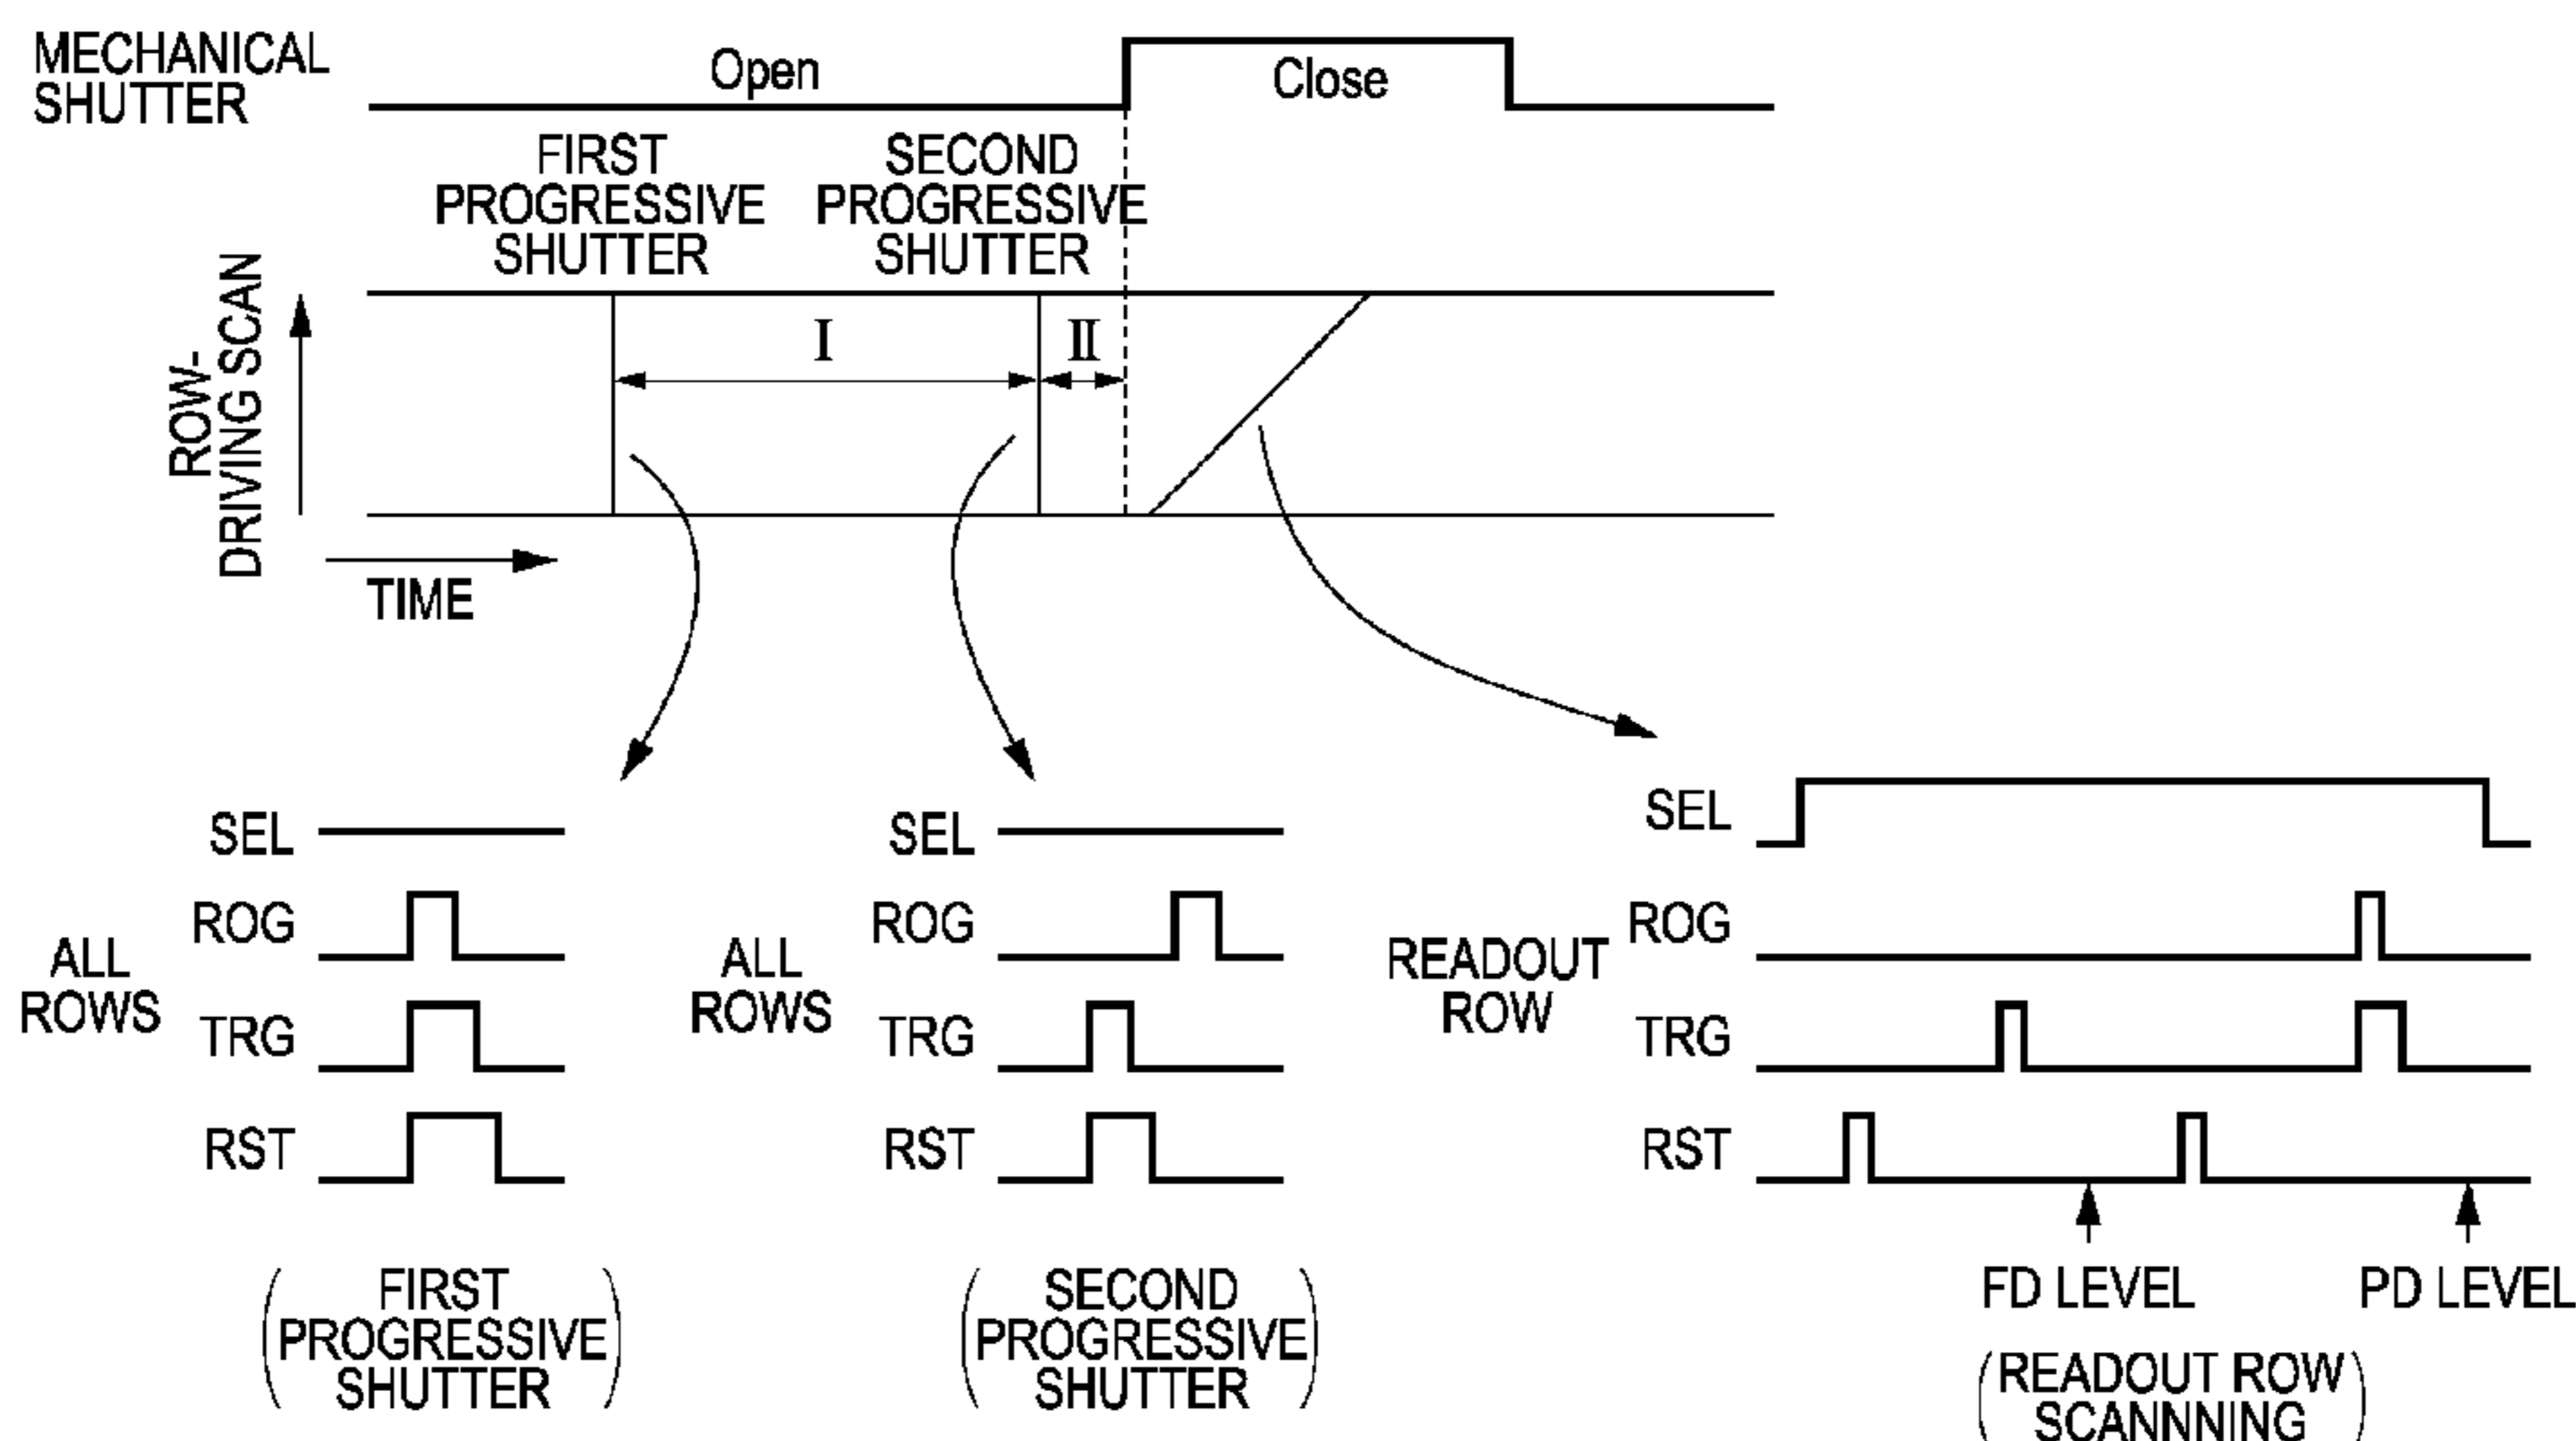 MECHANICAL
SHUTTER
Open
Close
FIRST
PROGRESSIVE
SHUTTER
SECOND
PROGRESSIVE
SHUTTER
ROW-
DRIVING SCAN
I
II
TIME
ALL
ROWS
SEL
ROG
TRG
RST
(FIRST
PROGRESSIVE
SHUTTER)
ALL
ROWS
SEL
ROG
TRG
RST
(SECOND
PROGRESSIVE
SHUTTER)
READOUT
ROW
SEL
ROG
TRG
RST
FD LEVEL
PD LEVEL
(READOUT ROW
SCANNNING)